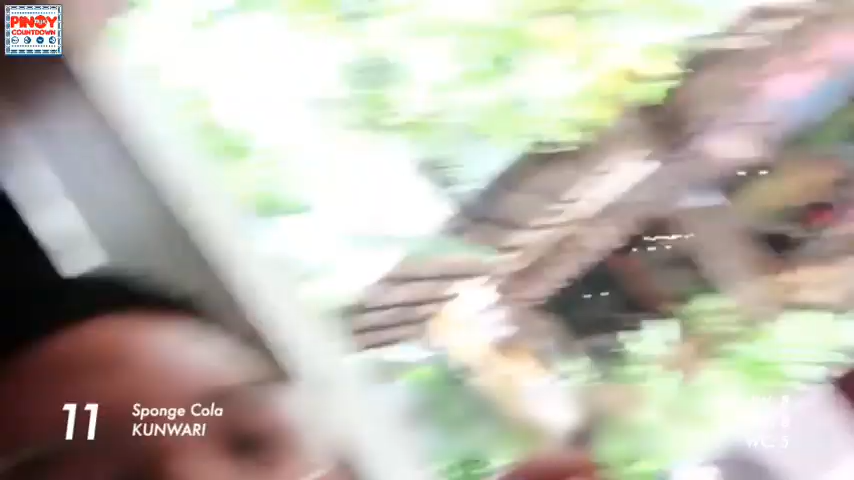 PINOY
COUNTDOWN
11
Sponge Cola
KUNWARI